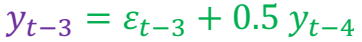 y_{t−3} = ε_{t−3} + 0.5 y_{t−4}